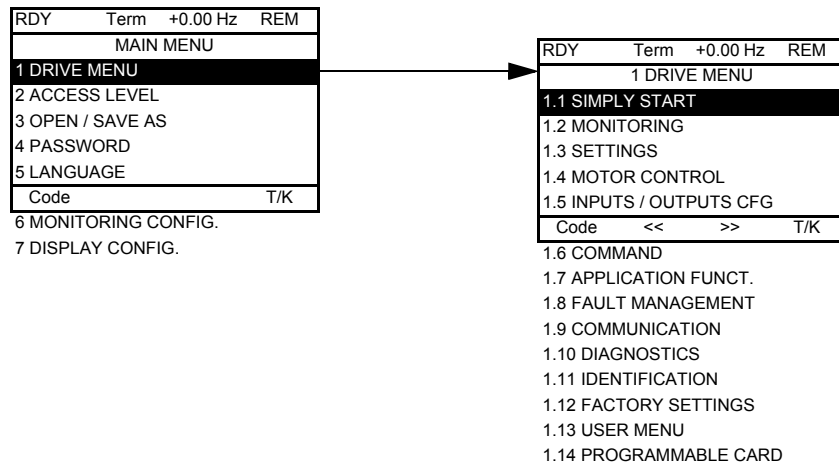 RDY Term +0.00 Hz REM
MAIN MENU
1 DRIVE MENU
2 ACCESS LEVEL
3 OPEN / SAVE AS
4 PASSWORD
5 LANGUAGE
Code T/K
6 MONITORING CONFIG.
7 DISPLAY CONFIG.
RDY Term +0.00 Hz REM
1 DRIVE MENU
1.1 SIMPLY START
1.2 MONITORING
1.3 SETTINGS
1.4 MOTOR CONTROL
1.5 INPUTS / OUTPUTS CFG
Code << >> T/K
1.6 COMMAND
1.7 APPLICATION FUNCT.
1.8 FAULT MANAGEMENT
1.9 COMMUNICATION
1.10 DIAGNOSTICS
1.11 IDENTIFICATION
1.12 FACTORY SETTINGS
1.13 USER MENU
1.14 PROGRAMMABLE CARD